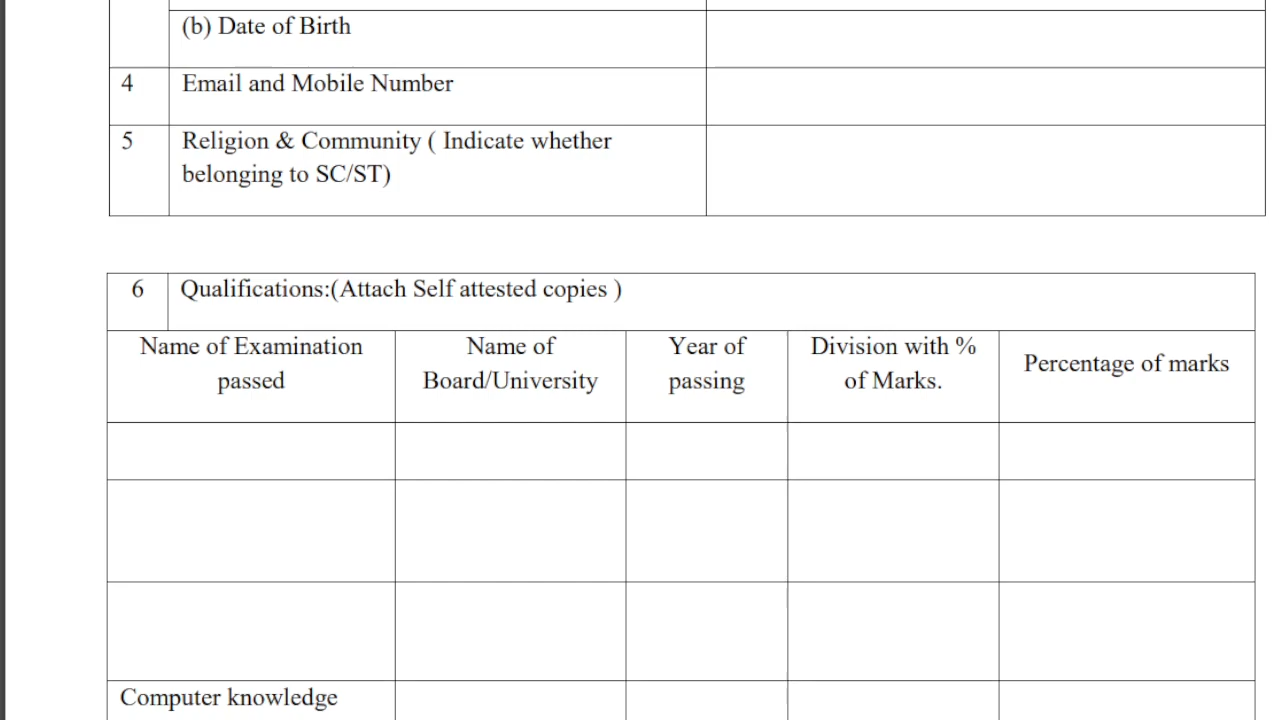 (b) Date of Birth
4 Email and Mobile Number
5 Religion & Community ( Indicate whether
belonging to SC/ST)
6 Qualifications:(Attach Self attested copies )
Name of Examination
passed
Name of
Board/University
Year of
passing
Division with %
of Marks.
Percentage of marks
Computer knowledge